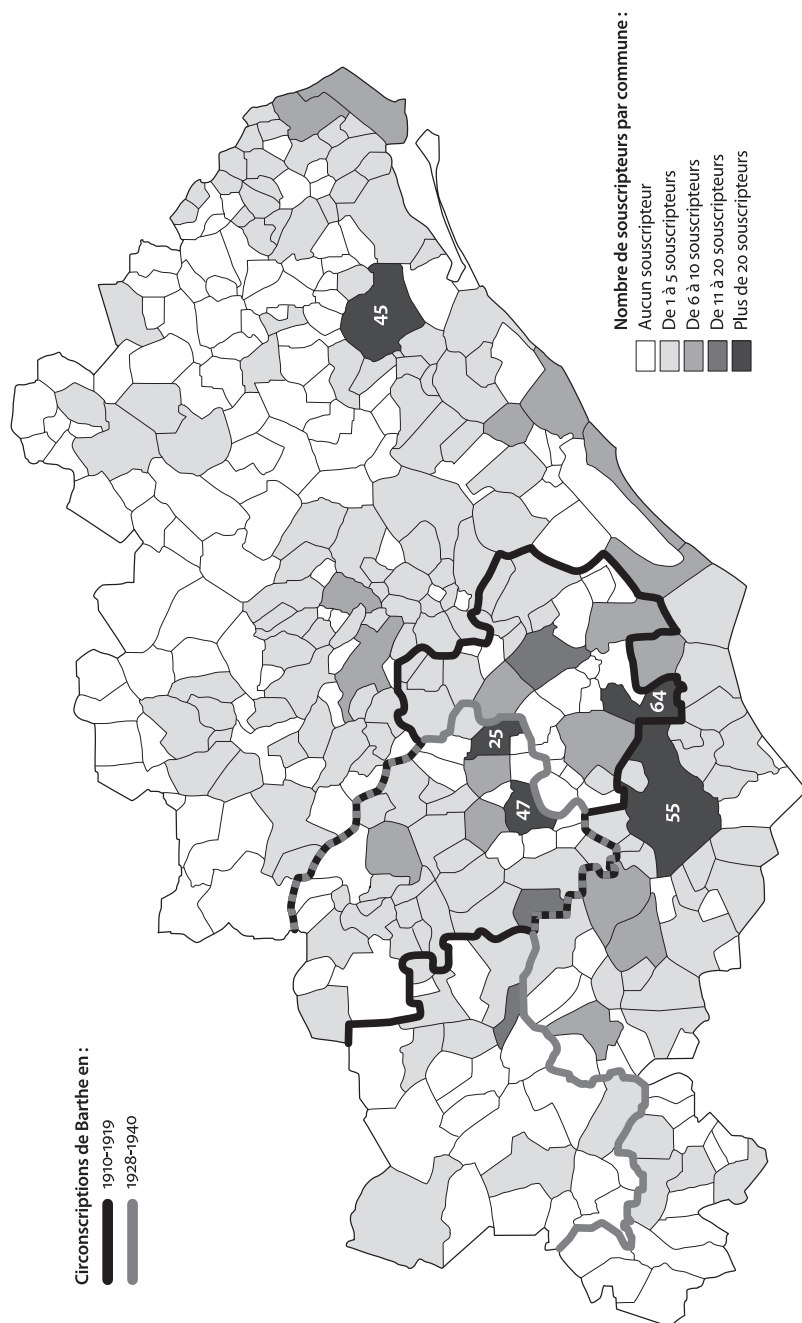 Circonscriptions de Barthe en :
1910-1919
1928-1940
45
25
47
64
55
Nombre de souscripteurs par commune :
Aucun souscripteur
De 1 à 5 souscripteurs
De 6 à 10 souscripteurs
De 11 à 20 souscripteurs
Plus de 20 souscripteurs